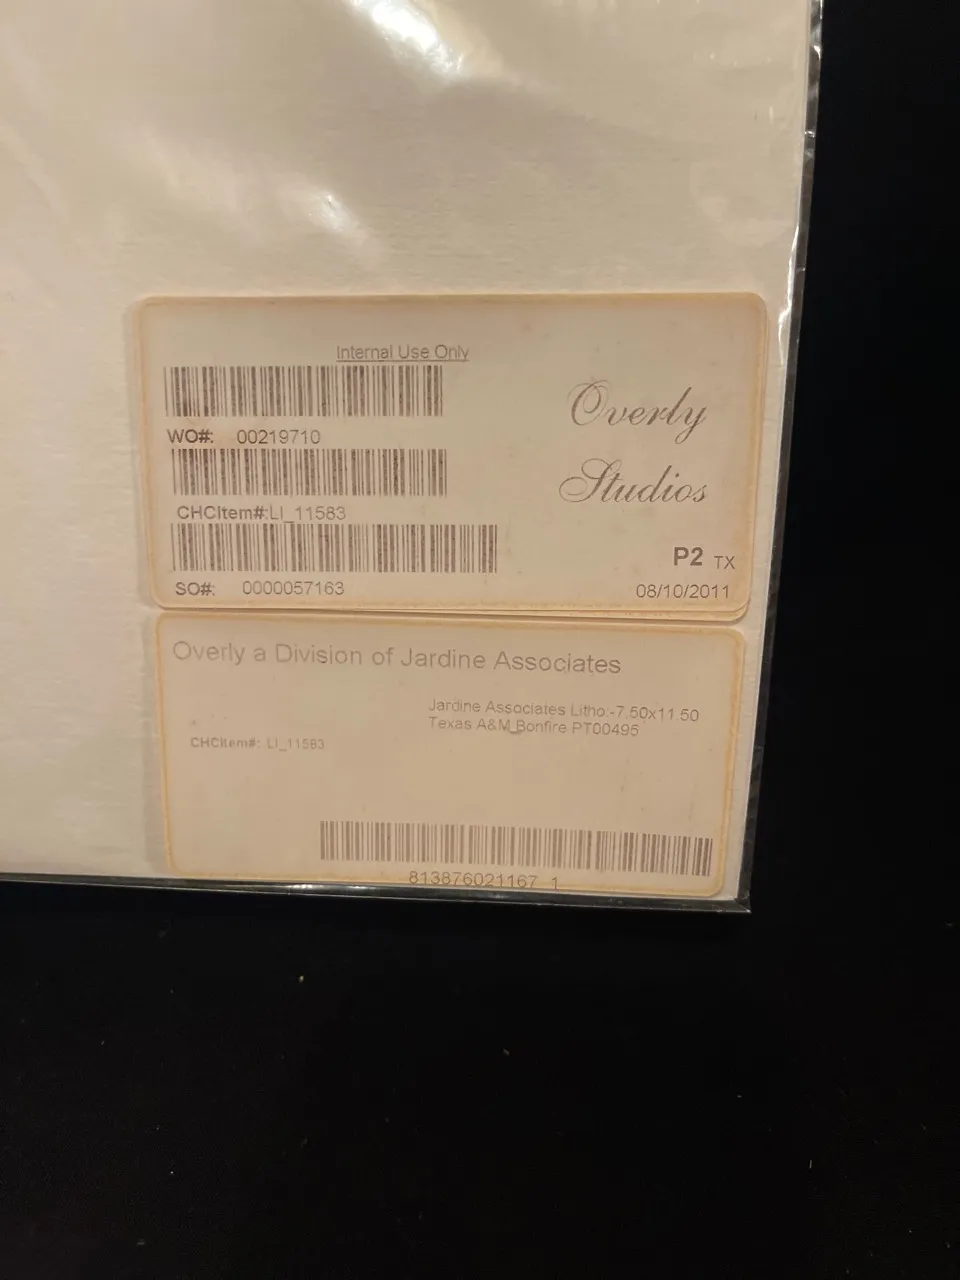 Internal Use Only
WO#: 00219710
CHCItem#:LI_11583
SO#: 0000057163
Overly
Studios
P2 TX
08/10/2011
Overly a Division of Jardine Associates
Jardine Associates Litho.-7.50x11.50
Texas A&M_Bonfire PT00495
CHCItem#: LI_11583
813876021167 1